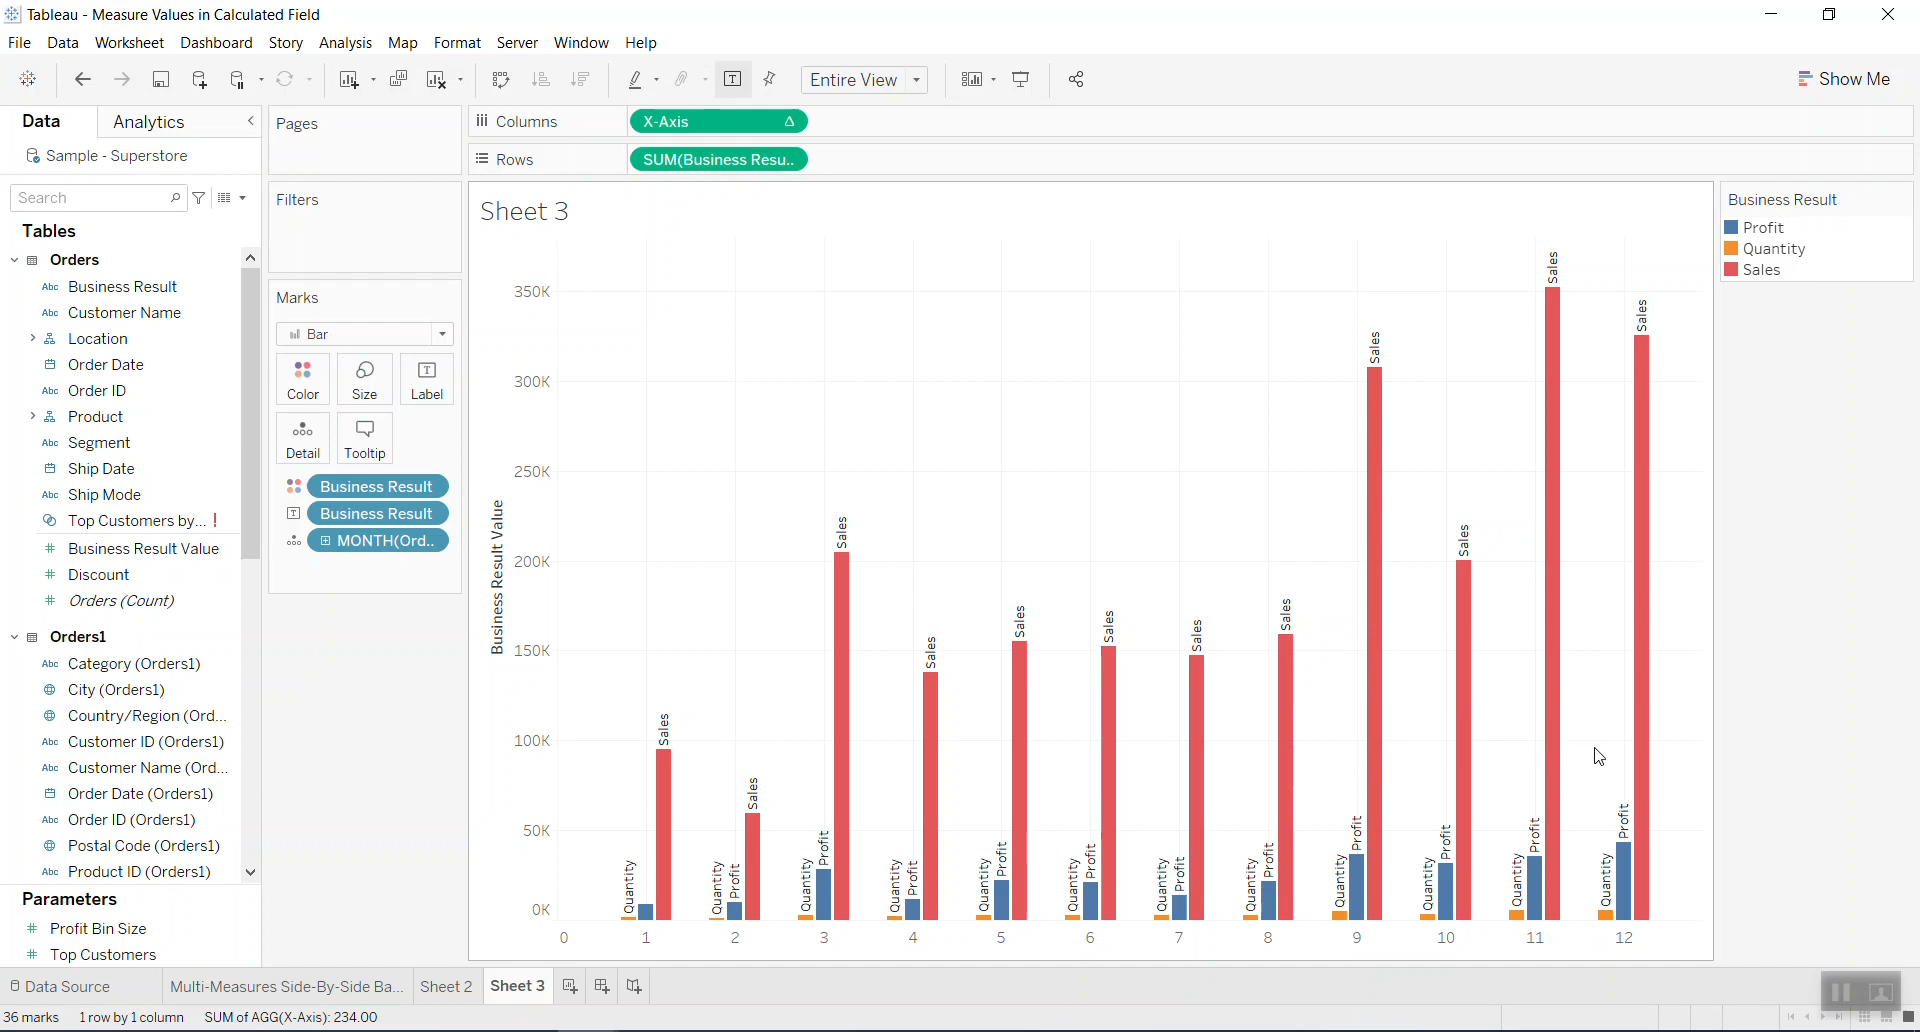 Tableau - Measure Values in Calculated Field
File Data Worksheet Dashboard Story Analysis Map Format Server Window Help
Entire View
Show Me
Data
Analytics
Sample - Superstore
Search
Tables
Orders
Abc Business Result
Abc Customer Name
Location
Order Date
Abc Order ID
Product
Abc Segment
Ship Date
Abc Ship Mode
Top Customers by... !
# Business Result Value
# Discount
# Orders (Count)
Orders1
Abc Category (Orders1)
City (Orders1)
Country/Region (Ord...
Abc Customer ID (Orders1)
Abc Customer Name (Ord...
Order Date (Orders1)
Abc Order ID (Orders1)
Postal Code (Orders1)
Abc Product ID (Orders1)
Parameters
# Profit Bin Size
# Top Customers
Pages
Filters
Marks
Bar
Color
Size
T
Label
Detail
Tooltip
Business Result
T Business Result
MONTH(Ord..
Columns
X-Axis Δ
Rows
SUM(Business Resu..
Sheet 3
Business Result Value
350K
300K
250K
200K
150K
100K
50K
0K
Quantity
Sales
Quantity
Profit
Sales
Quantity
Profit
Sales
Quantity
Profit
Sales
Quantity
Profit
Sales
Quantity
Profit
Sales
Quantity
Profit
Sales
Quantity
Profit
Sales
Quantity
Profit
Sales
Quantity
Profit
Sales
Quantity
Profit
Sales
Quantity
Profit
Sales
0 1 2 3 4 5 6 7 8 9 10 11 12
Business Result
Profit
Quantity
Sales
Data Source
Multi-Measures Side-By-Side Ba...
Sheet 2
Sheet 3
36 marks
1 row by 1 column
SUM of AGG(X-Axis): 234.00